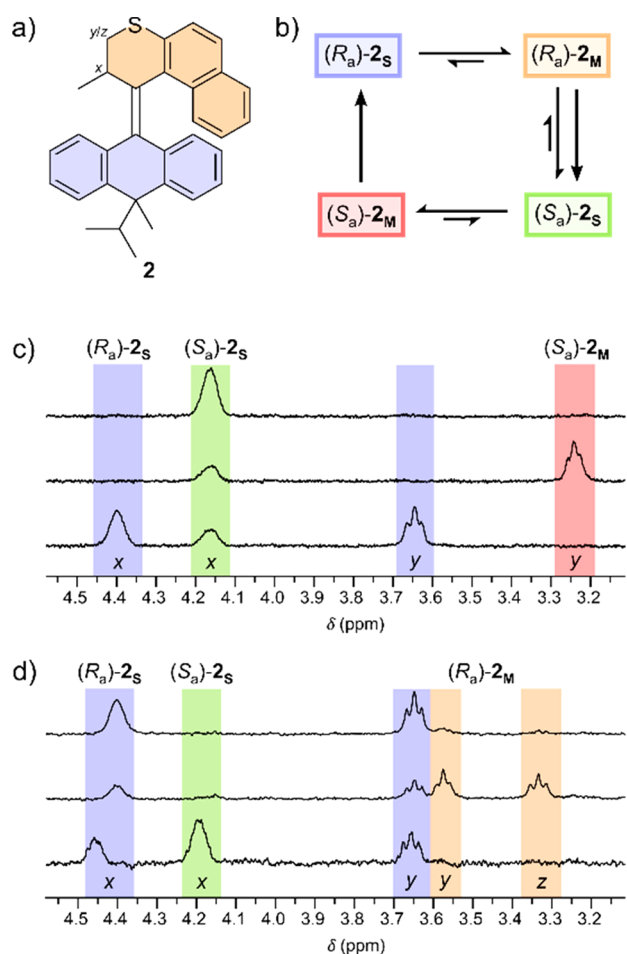 a)
S
y/z
x
2
b)
(Rₐ)-2S
(Rₐ)-2M
(Sₐ)-2M
(Sₐ)-2S
c)
(Rₐ)-2S (Sₐ)-2S (Sₐ)-2M
x x y y
4.5 4.4 4.3 4.2 4.1 4.0 3.9 3.8 3.7 3.6 3.5 3.4 3.3 3.2
δ (ppm)
d)
(Rₐ)-2S (Sₐ)-2S (Rₐ)-2M
x x y y z
4.5 4.4 4.3 4.2 4.1 4.0 3.9 3.8 3.7 3.6 3.5 3.4 3.3 3.2
δ (ppm)